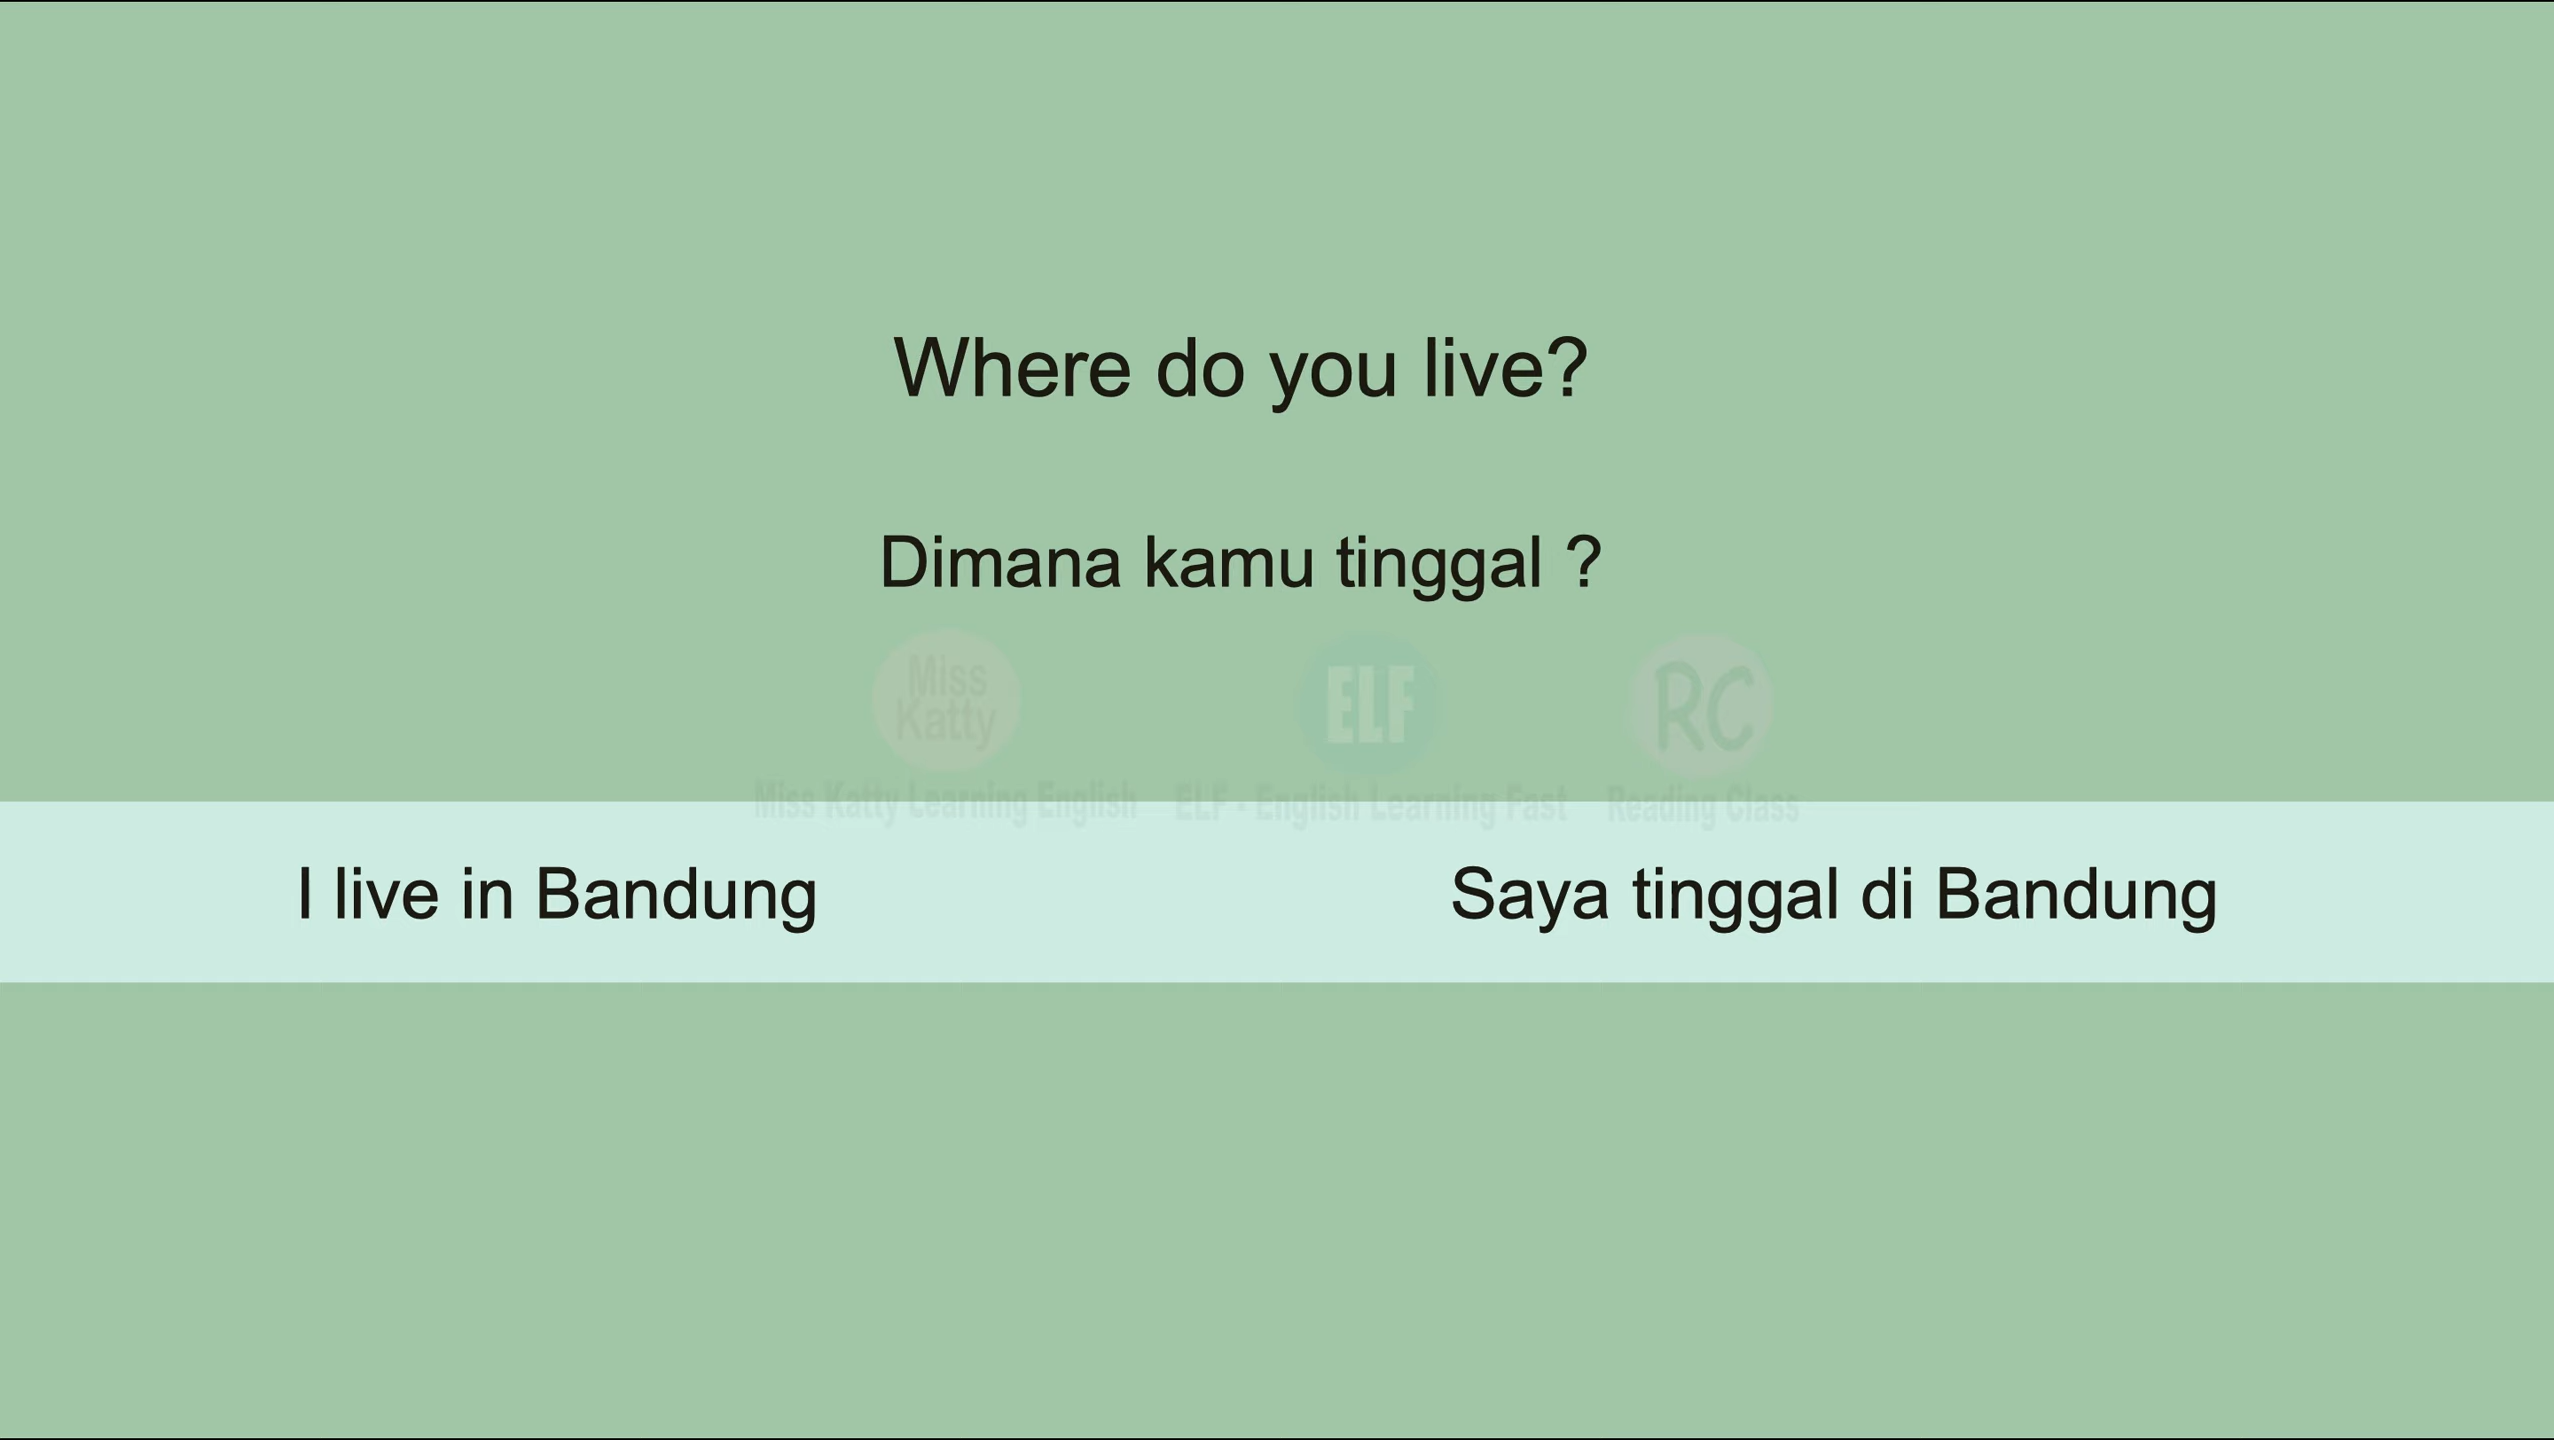 Where do you live?
Dimana kamu tinggal ?
Miss
Katty
ELF
RC
Miss Katty Learning English
ELF - English Learning Fast
Reading Class
I live in Bandung
Saya tinggal di Bandung